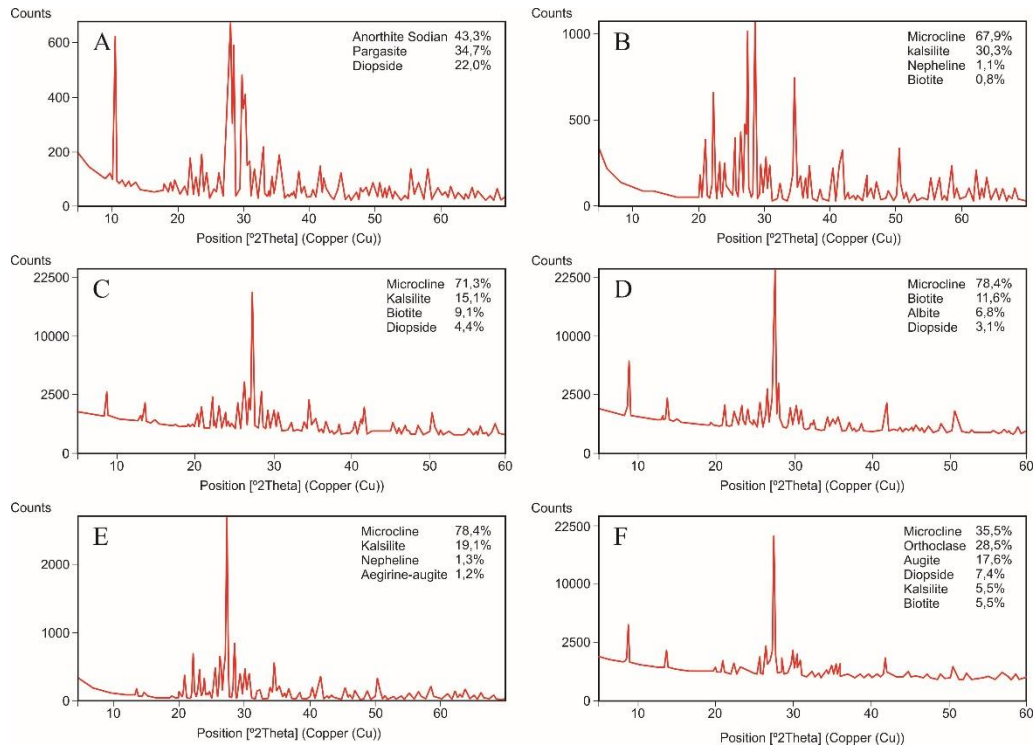 Counts
A
Anorthite Sodian 43,3%
Pargasite 34,7%
Diopside 22,0%
600
400
200
0
10 20 30 40 50 60
Position [°2Theta] (Copper (Cu))
Counts
B
Microcline 67,9%
kalsilite 30,3%
Nepheline 1,1%
Biotite 0,8%
1000
500
0
10 20 30 40 50 60
Position [°2Theta] (Copper (Cu))
Counts
C
Microcline 71,3%
Kalsilite 15,1%
Biotite 9,1%
Diopside 4,4%
22500
10000
2500
0
10 20 30 40 50 60
Position [°2Theta] (Copper (Cu))
Counts
D
Microcline 78,4%
Biotite 11,6%
Albite 6,8%
Diopside 3,1%
22500
10000
2500
0
10 20 30 40 50 60
Position [°2Theta] (Copper (Cu))
Counts
E
Microcline 78,4%
Kalsilite 19,1%
Nepheline 1,3%
Aegirine-augite 1,2%
2000
1000
0
10 20 30 40 50 60
Position [°2Theta] (Copper (Cu))
Counts
F
Microcline 35,5%
Orthoclase 28,5%
Augite 17,6%
Diopside 7,4%
Kalsilite 5,5%
Biotite 5,5%
22500
10000
2500
0
10 20 30 40 50 60
Position [°2Theta] (Copper (Cu))